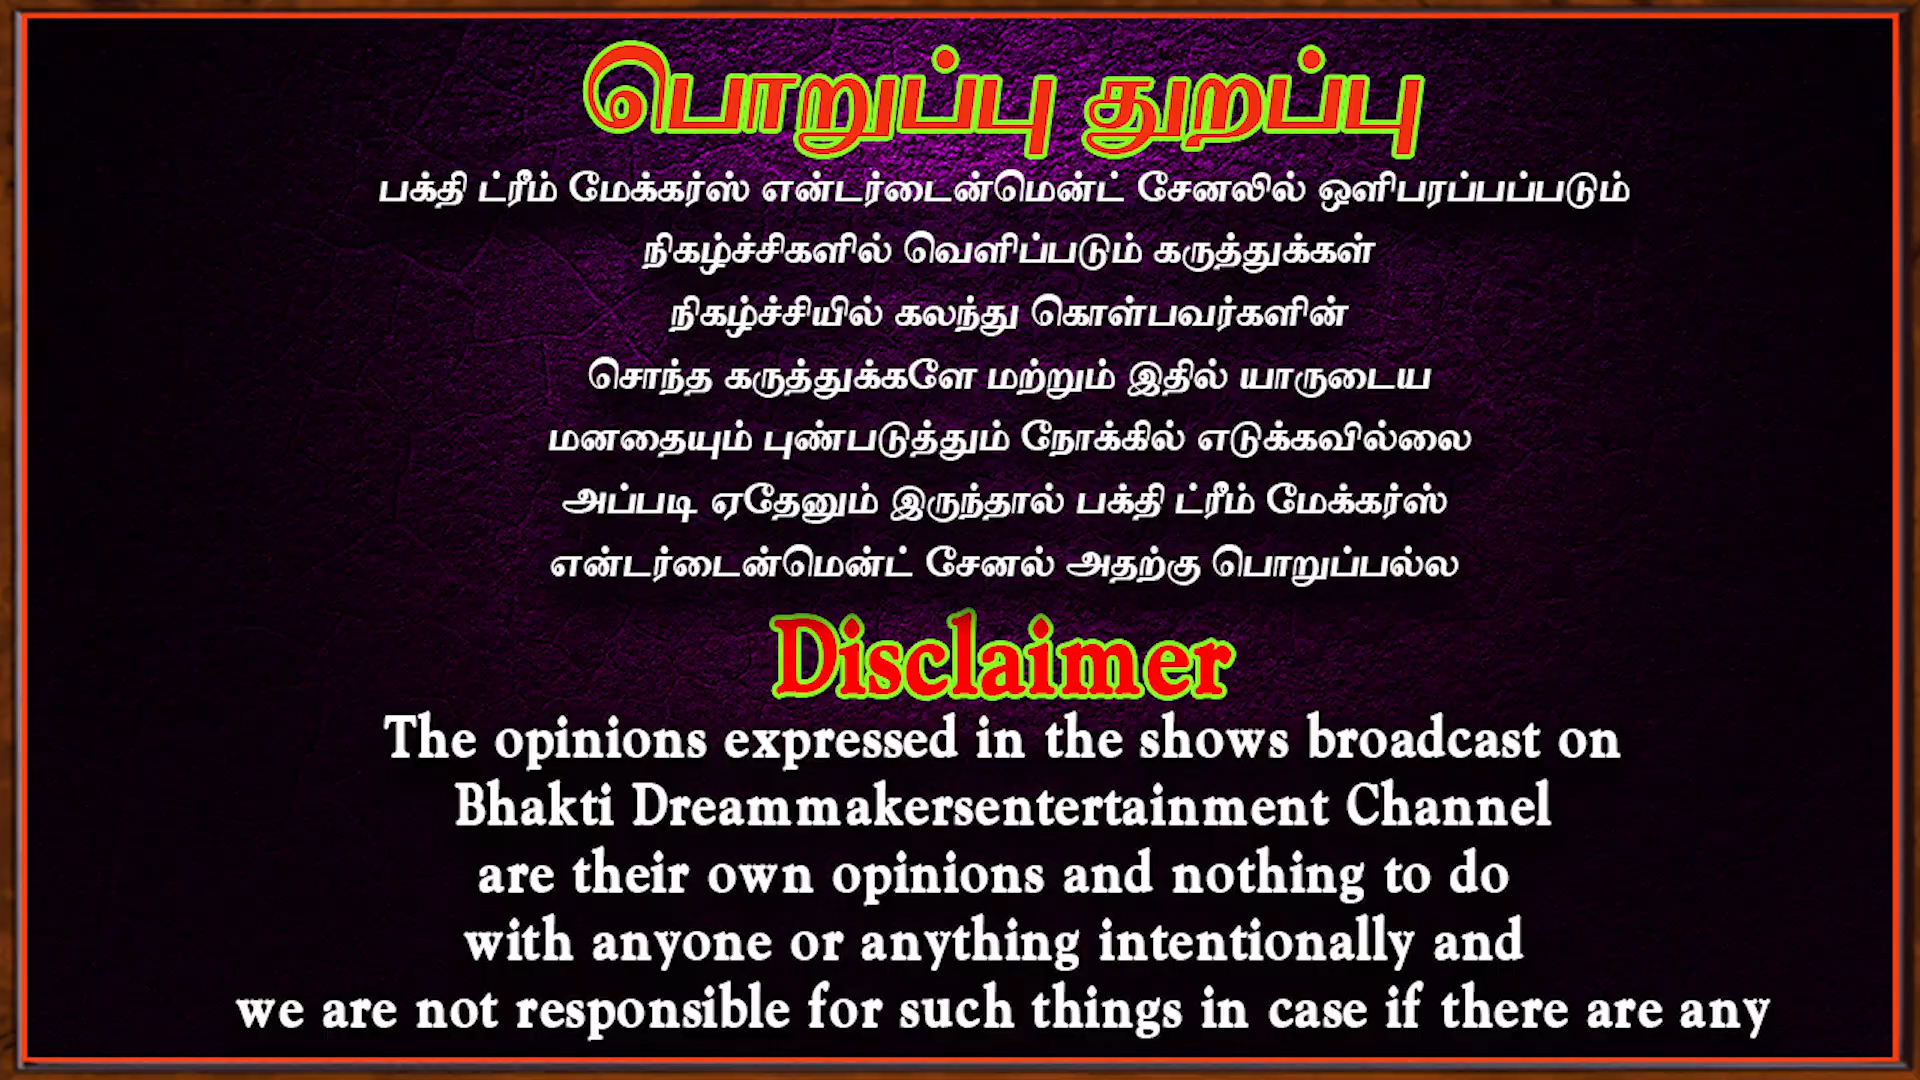 பொறுப்பு துறப்பு
பக்தி ட்ரீம் மேக்கர்ஸ் என்டர்டைன்மென்ட் சேனலில் ஒளிபரப்பப்படும்
நிகழ்ச்சிகளில் வெளிப்படும் கருத்துக்கள்
நிகழ்ச்சியில் கலந்து கொள்பவர்களின்
சொந்த கருத்துக்களே மற்றும் இதில் யாருடைய
மனதையும் புண்படுத்தும் நோக்கில் எடுக்கவில்லை
அப்படி ஏதேனும் இருந்தால் பக்தி ட்ரீம் மேக்கர்ஸ்
என்டர்டைன்மென்ட் சேனல் அதற்கு பொறுப்பல்ல
Disclaimer
The opinions expressed in the shows broadcast on
Bhakti Dreammakersentertainment Channel
are their own opinions and nothing to do
with anyone or anything intentionally and
we are not responsible for such things in case if there are any